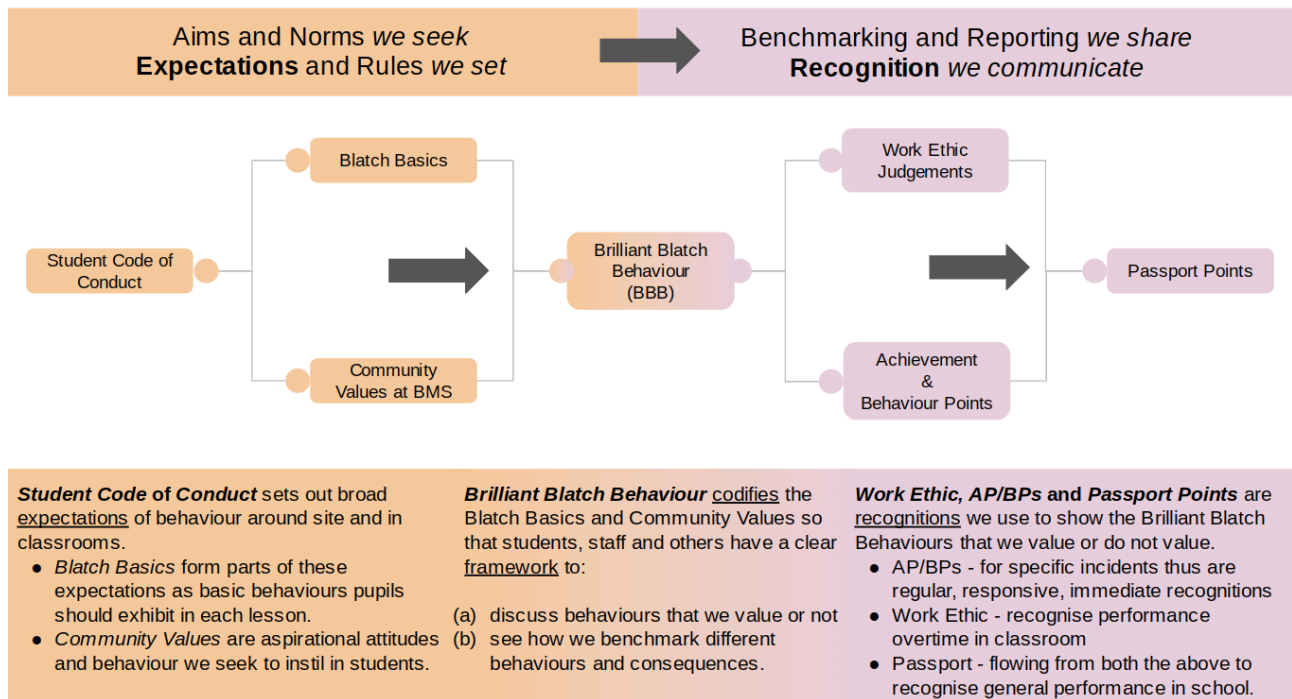 Aims and Norms we seek
Expectations and Rules we set
Benchmarking and Reporting we share
Recognition we communicate
Blatch Basics
Work Ethic
Judgements
Student Code of
Conduct
Brilliant Blatch
Behaviour
(BBB)
Passport Points
Community
Values at BMS
Achievement
&
Behaviour Points
Student Code of Conduct sets out broad
expectations of behaviour around site and in
classrooms.
● Blatch Basics form parts of these
expectations as basic behaviours pupils
should exhibit in each lesson.
● Community Values are aspirational attitudes
and behaviour we seek to instil in students.
Brilliant Blatch Behaviour codifies the
Blatch Basics and Community Values so
that students, staff and others have a clear
framework to:
(a) discuss behaviours that we value or not
(b) see how we benchmark different
behaviours and consequences.
Work Ethic, AP/BPs and Passport Points are
recognitions we use to show the Brilliant Blatch
Behaviours that we value or do not value.
● AP/BPs - for specific incidents thus are
regular, responsive, immediate recognitions
● Work Ethic - recognise performance
overtime in classroom
● Passport - flowing from both the above to
recognise general performance in school.